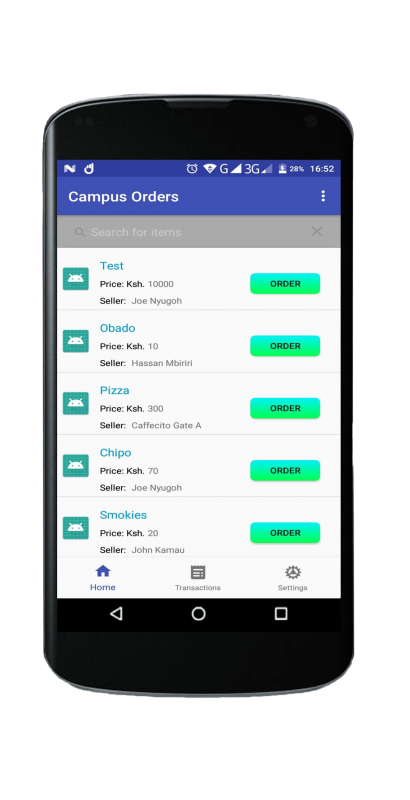 G 3G 28% 16:52
Campus Orders
Search for items
Test
Price: Ksh. 10000
ORDER
Seller: Joe Nyugoh
Obado
Price: Ksh. 10
ORDER
Seller: Hassan Mbiriri
Pizza
Price: Ksh. 300
ORDER
Seller: Caffecito Gate A
Chipo
Price: Ksh. 70
ORDER
Seller: Joe Nyugoh
Smokies
Price: Ksh. 20
ORDER
Seller: John Kamau
Home Transactions Settings